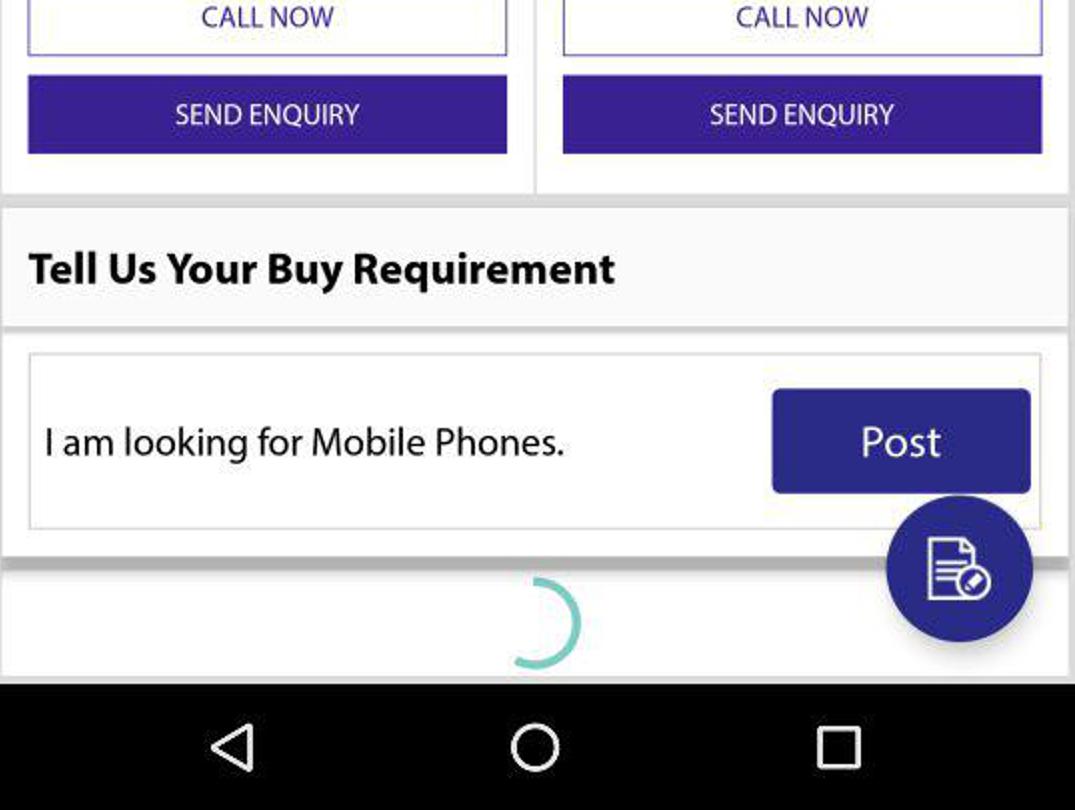 CALL NOW
CALL NOW
SEND ENQUIRY
SEND ENQUIRY
Tell Us Your Buy Requirement
I am looking for Mobile Phones.
Post